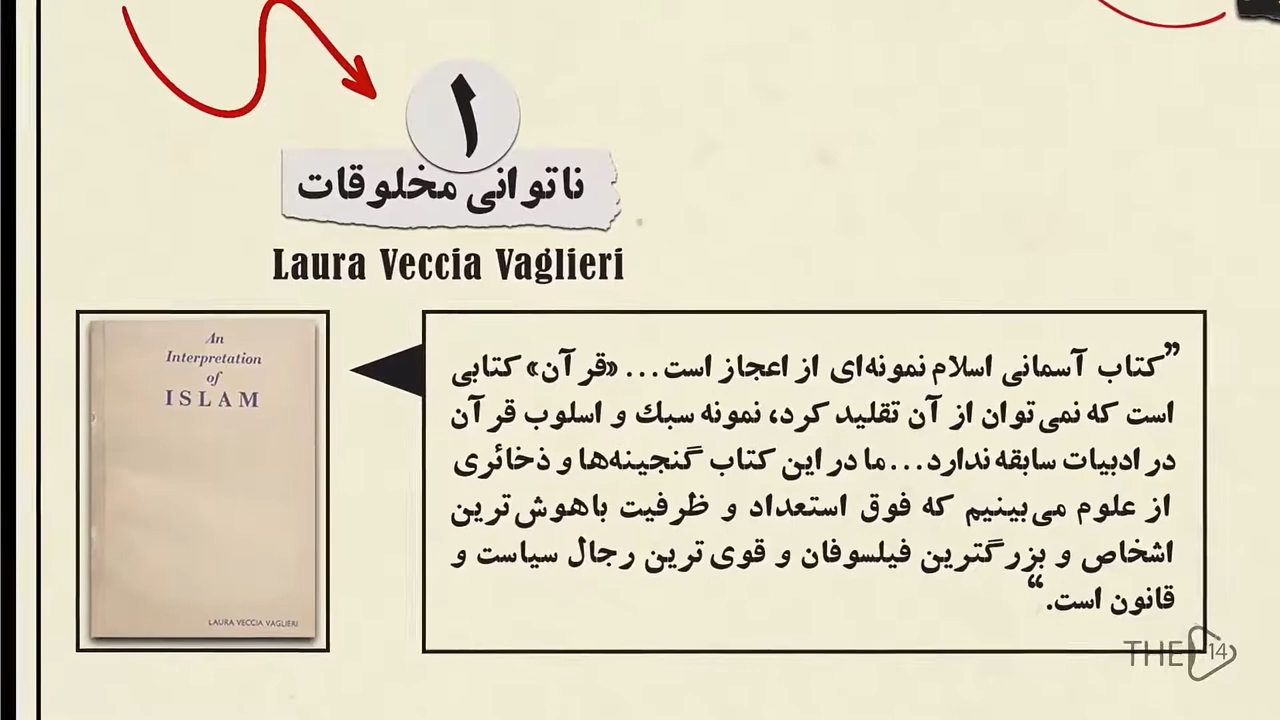 ۱
ناتوانی مخلوقات
Laura Veccia Vaglieri
An
Interpretation
of
ISLAM
LAURA VECCIA VAGLIERI
”کتاب آسمانی اسلام نمونه‌ای از اعجاز است... «قرآن» کتابی
است که نمی‌توان از آن تقلید کرد، نمونه سبک و اسلوب قرآن
در ادبیات سابقه ندارد...ما در این کتاب گنجینه‌ها و ذخائری
از علوم می‌بینیم که فوق استعداد و ظرفیت باهوش‌ترین
اشخاص و بزرگترین فیلسوفان و قوی‌ترین رجال سیاست و
قانون است.“
THE 14